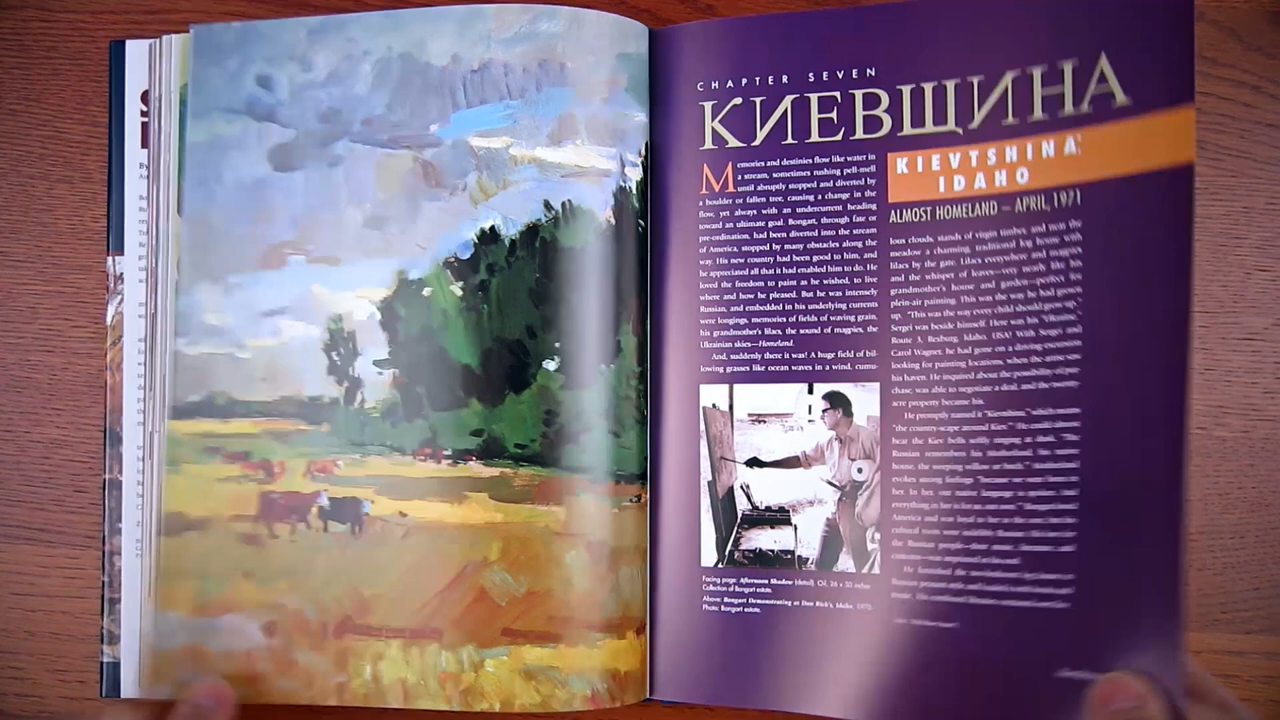 CHAPTER SEVEN
КИЕВЩИНА
KIEVTSHINA
IDAHO
ALMOST HOMELAND – APRIL, 1971
Memories and destinies flow like water in
a stream, sometimes rushing pell-mell
until abruptly stopped and diverted by
a boulder or fallen tree, causing a change in the
flow, yet always with an undercurrent heading
toward an ultimate goal. Bongart, through fate or
pre-ordination, had been diverted into the stream
of America, stopped by many obstacles along the
way. His new country had been good to him, and
he appreciated all that it had enabled him to do. He
loved the freedom to paint as he wished, to live
where and how he pleased. But he was intensely
Russian, and embedded in his underlying currents
were longings, memories of fields of waving grain,
his grandmother's lilacs, the sound of magpies, the
Ukrainian skies—Homeland.
And, suddenly there it was! A huge field of bil-
lowing grasses like ocean waves in a wind, cumu-
Facing page: Afternoon Shadow (detail). Oil, 26 x 35 inches
Collection of Bongart estate.
Above: Bongart Demonstrating at Don Rick's, Idaho. 1970.
Photo: Bongart estate.
lous clouds, stands of virgin timber, and near the
meadow a charming, traditional log house with
lilacs by the gate. Lilacs everywhere and magpies
and the whisper of leaves—very nearly like his
grandmother's house and garden—perfect for
plein-air painting. This was the way he had grown
up. "This was the way every child should grow up."
Sergei was beside himself. Here was his
Route 3, Rexburg, Idaho, USA! With Sergei and
Carol Wagner, he had gone on a driving excursion
looking for painting locations, when the artist saw
his haven. He inquired about the possibility of pur-
chase, was able to negotiate a deal, and the twenty-
acre property became his.
He promptly named it "Kievtshina," which means
"the country-scape around Kiev." He could almost
hear the Kiev bells softly ringing at dusk. "The
Russian remembers his Motherland, his
house, the weeping willow or birch."
evokes strong feelings "because we were